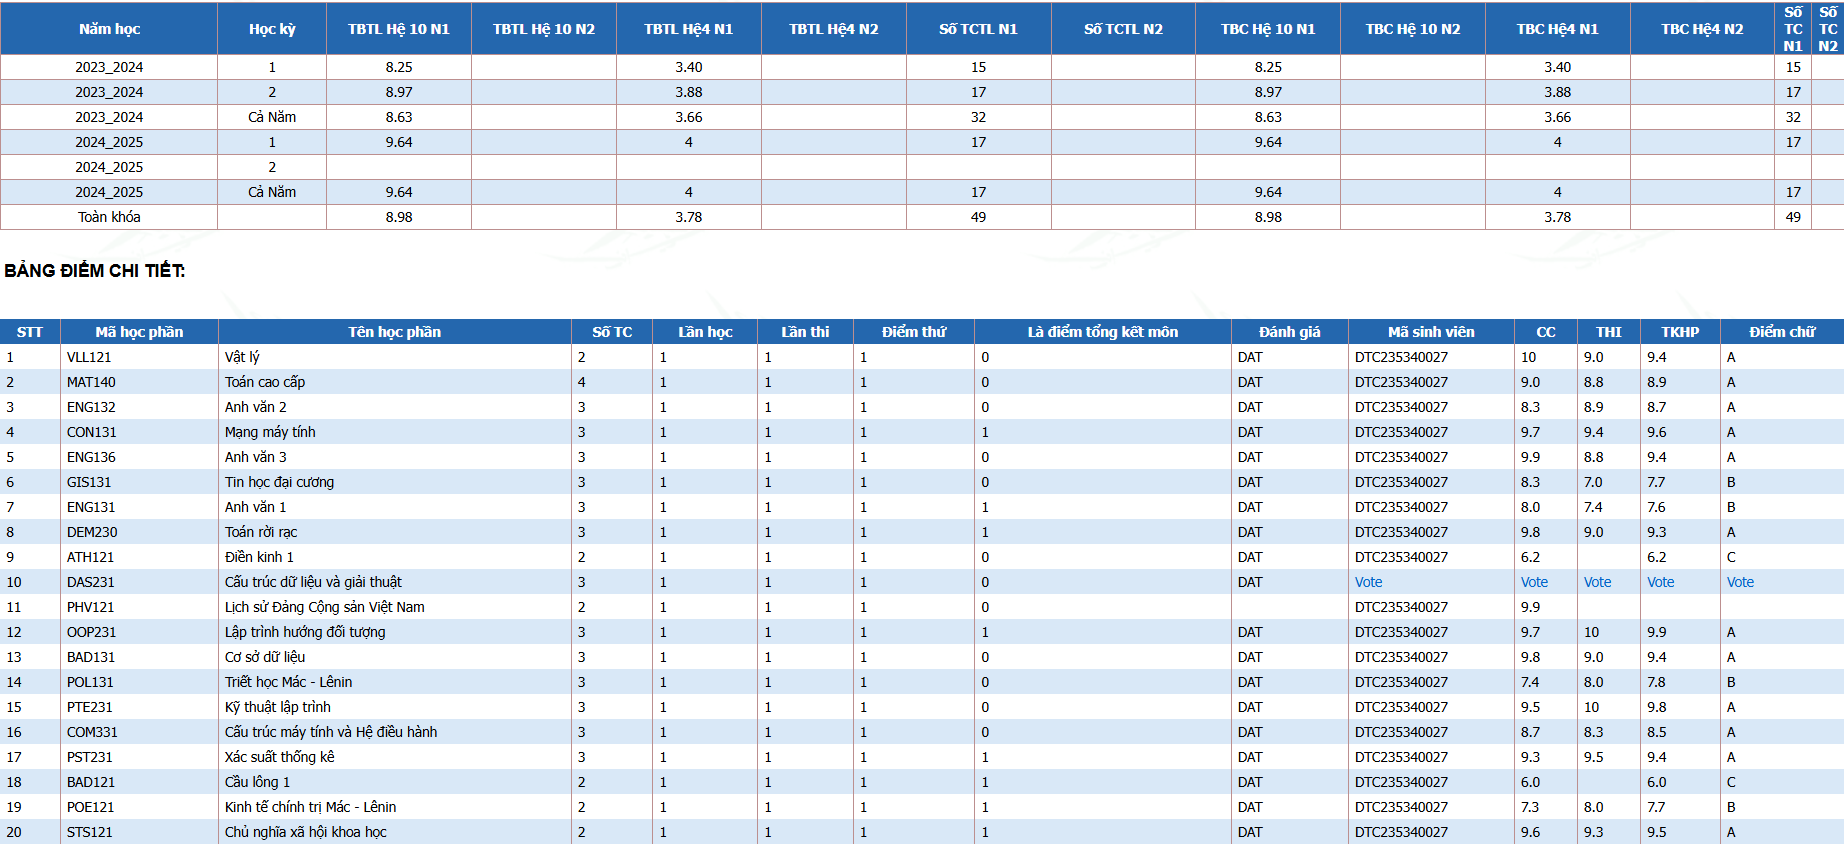 Năm học Học kỳ TBTL Hệ 10 N1 TBTL Hệ 10 N2 TBTL Hệ4 N1 TBTL Hệ4 N2 Số TCTL N1 Số TCTL N2 TBC Hệ 10 N1 TBC Hệ 10 N2 TBC Hệ4 N1 TBC Hệ4 N2 Số TC N1 Số TC N2
2023_2024 1 8.25 3.40 15 8.25 3.40 15
2023_2024 2 8.97 3.88 17 8.97 3.88 17
2023_2024 Cả Năm 8.63 3.66 32 8.63 3.66 32
2024_2025 1 9.64 4 17 9.64 4 17
2024_2025 2
2024_2025 Cả Năm 9.64 4 17 9.64 4 17
Toàn khóa 8.98 3.78 49 8.98 3.78 49
BẢNG ĐIỂM CHI TIẾT:
STT Mã học phần Tên học phần Số TC Lần học Lần thi Điểm thứ Là điểm tổng kết môn Đánh giá Mã sinh viên CC THI TKHP Điểm chữ
1 VLL121 Vật lý 2 1 1 1 0 DAT DTC235340027 10 9.0 9.4 A
2 MAT140 Toán cao cấp 4 1 1 1 0 DAT DTC235340027 9.0 8.8 8.9 A
3 ENG132 Anh văn 2 3 1 1 1 0 DAT DTC235340027 8.3 8.9 8.7 A
4 CON131 Mạng máy tính 3 1 1 1 1 DAT DTC235340027 9.7 9.4 9.6 A
5 ENG136 Anh văn 3 3 1 1 1 0 DAT DTC235340027 9.9 8.8 9.4 A
6 GIS131 Tin học đại cương 3 1 1 1 0 DAT DTC235340027 8.3 7.0 7.7 B
7 ENG131 Anh văn 1 3 1 1 1 1 DAT DTC235340027 8.0 7.4 7.6 B
8 DEM230 Toán rời rạc 3 1 1 1 1 DAT DTC235340027 9.8 9.0 9.3 A
9 ATH121 Điền kinh 1 2 1 1 1 0 DAT DTC235340027 6.2 6.2 C
10 DAS231 Cấu trúc dữ liệu và giải thuật 3 1 1 1 0 DAT Vote Vote Vote Vote Vote
11 PHV121 Lịch sử Đảng Cộng sản Việt Nam 2 1 1 1 0 DTC235340027 9.9
12 OOP231 Lập trình hướng đối tượng 3 1 1 1 1 DAT DTC235340027 9.7 10 9.9 A
13 BAD131 Cơ sở dữ liệu 3 1 1 1 0 DAT DTC235340027 9.8 9.0 9.4 A
14 POL131 Triết học Mác - Lênin 3 1 1 1 0 DAT DTC235340027 7.4 8.0 7.8 B
15 PTE231 Kỹ thuật lập trình 3 1 1 1 0 DAT DTC235340027 9.5 10 9.8 A
16 COM331 Cấu trúc máy tính và Hệ điều hành 3 1 1 1 0 DAT DTC235340027 8.7 8.3 8.5 A
17 PST231 Xác suất thống kê 3 1 1 1 1 DAT DTC235340027 9.3 9.5 9.4 A
18 BAD121 Cầu lông 1 2 1 1 1 1 DAT DTC235340027 6.0 6.0 C
19 POE121 Kinh tế chính trị Mác - Lênin 2 1 1 1 1 DAT DTC235340027 7.3 8.0 7.7 B
20 STS121 Chủ nghĩa xã hội khoa học 2 1 1 1 1 DAT DTC235340027 9.6 9.3 9.5 A